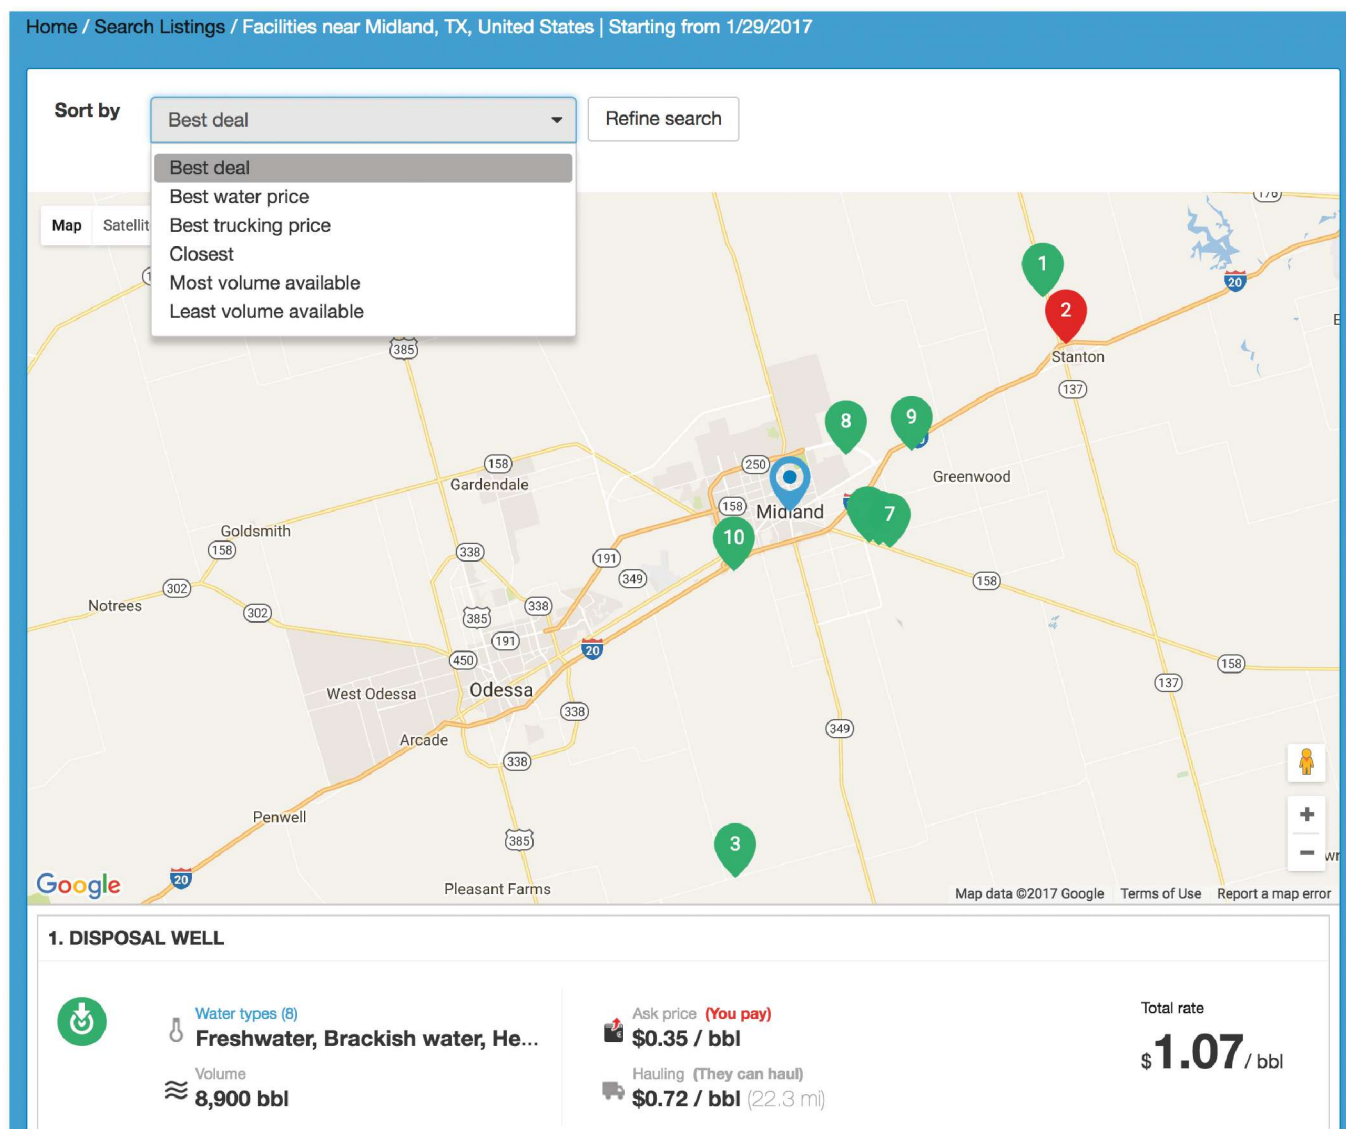 Home / Search Listings / Facilities near Midland, TX, United States | Starting from 1/29/2017
Sort by
Best deal
Refine search
Best deal
Best water price
Best trucking price
Closest
Most volume available
Least volume available
Map Satellit
176
1
20
2
Stanton
385
137
8
9
158
250
Gardendale
Greenwood
158
Midland
7
Goldsmith
10
158
338
191
158
302
349
Notrees
302
338
385
191
20
450
158
137
West Odessa
Odessa
338
349
Arcade
338
Penwell
385
3
20
Google
Pleasant Farms
Map data ©2017 Google Terms of Use Report a map error
1. DISPOSAL WELL
Water types (8)
Freshwater, Brackish water, He...
Volume
8,900 bbl
Ask price (You pay)
$0.35 / bbl
Hauling (They can haul)
$0.72 / bbl (22.3 mi)
Total rate
$1.07 / bbl